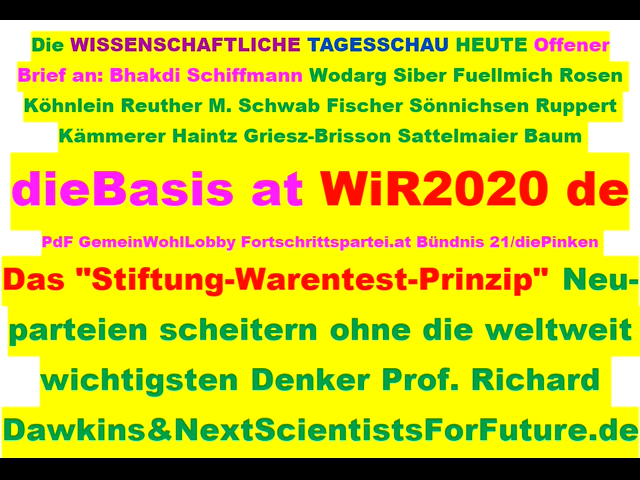 Die WISSENSCHAFTLICHE TAGESSCHAU HEUTE Offener
Brief an: Bhakdi Schiffmann Wodarg Siber Fuellmich Rosen
Köhnlein Reuther M. Schwab Fischer Sönnichsen Ruppert
Kämmerer Haintz Griesz-Brisson Sattelmaier Baum
dieBasis at WiR2020 de
PdF GemeinWohlLobby Fortschrittspartei.at Bündnis 21/diePinken
Das "Stiftung-Warentest-Prinzip" Neu-
parteien scheitern ohne die weltweit
wichtigsten Denker Prof. Richard
Dawkins&NextScientistsForFuture.de